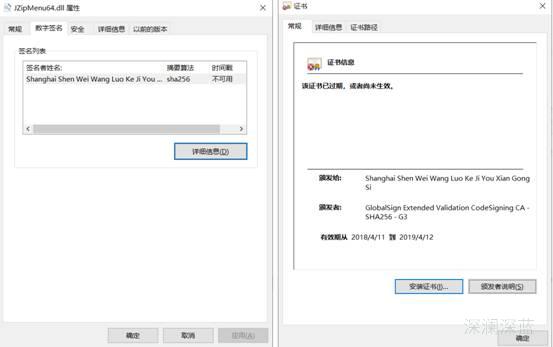 JZipMenu64.dll 属性
常规
数字签名
安全
详细信息
以前的版本
签名列表
签名者姓名:
摘要算法
时间戳
Shanghai Shen Wei Wang Luo Ke Ji You ...
sha256
不可用
详细信息(D)
确定
取消
应用(A)
证书
常规
详细信息
证书路径
证书信息
该证书已过期，或者尚未生效。
颁发给:
Shanghai Shen Wei Wang Luo Ke Ji You Xian Gong
Si
颁发者:
GlobalSign Extended Validation CodeSigning CA -
SHA256 - G3
有效期从 2018/4/11 到 2019/4/12
安装证书(I)...
颁发者说明(S)
确定
深澜深蓝